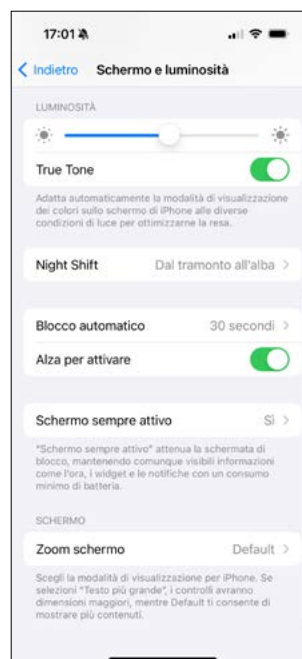 17:01
Indietro Schermo e luminosità
LUMINOSITÀ
True Tone
Adatta automaticamente la modalità di visualizzazione
dei colori sullo schermo di iPhone alle diverse
condizioni di luce per ottimizzarne la resa.
Night Shift Dal tramonto all'alba
Blocco automatico 30 secondi
Alza per attivare
Schermo sempre attivo Sì
"Schermo sempre attivo" attenua la schermata di
blocco, mantenendo comunque visibili informazioni
come l'ora, i widget e le notifiche con un consumo
minimo di batteria.
SCHERMO
Zoom schermo Default
Scegli la modalità di visualizzazione per iPhone. Se
selezioni "Testo più grande", i controlli avranno
dimensioni maggiori, mentre Default ti consente di
mostrare più contenuti.